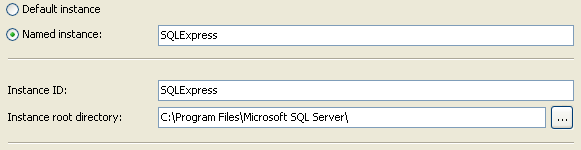 Default instance
Named instance: SQLExpress
Instance ID: SQLExpress
Instance root directory: C:\Program Files\Microsoft SQL Server\ ...